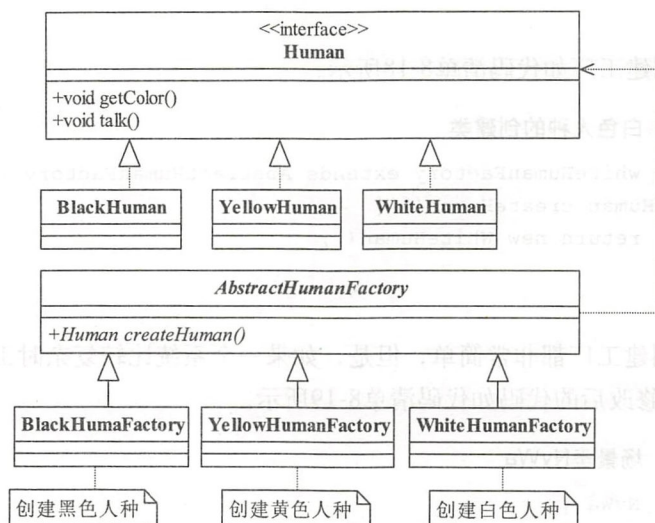 <<interface>>
Human
+void getColor()
+void talk()
BlackHuman
YellowHuman
WhiteHuman
AbstractHumanFactory
+Human createHuman()
BlackHumaFactory
YellowHumanFactory
WhiteHumanFactory
创建黑色人种
创建黄色人种
创建白色人种